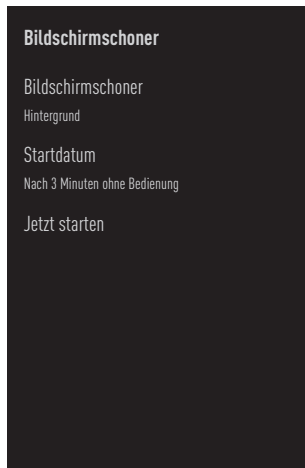 Bildschirmschoner
Bildschirmschoner
Hintergrund
Startdatum
Nach 3 Minuten ohne Bedienung
Jetzt starten